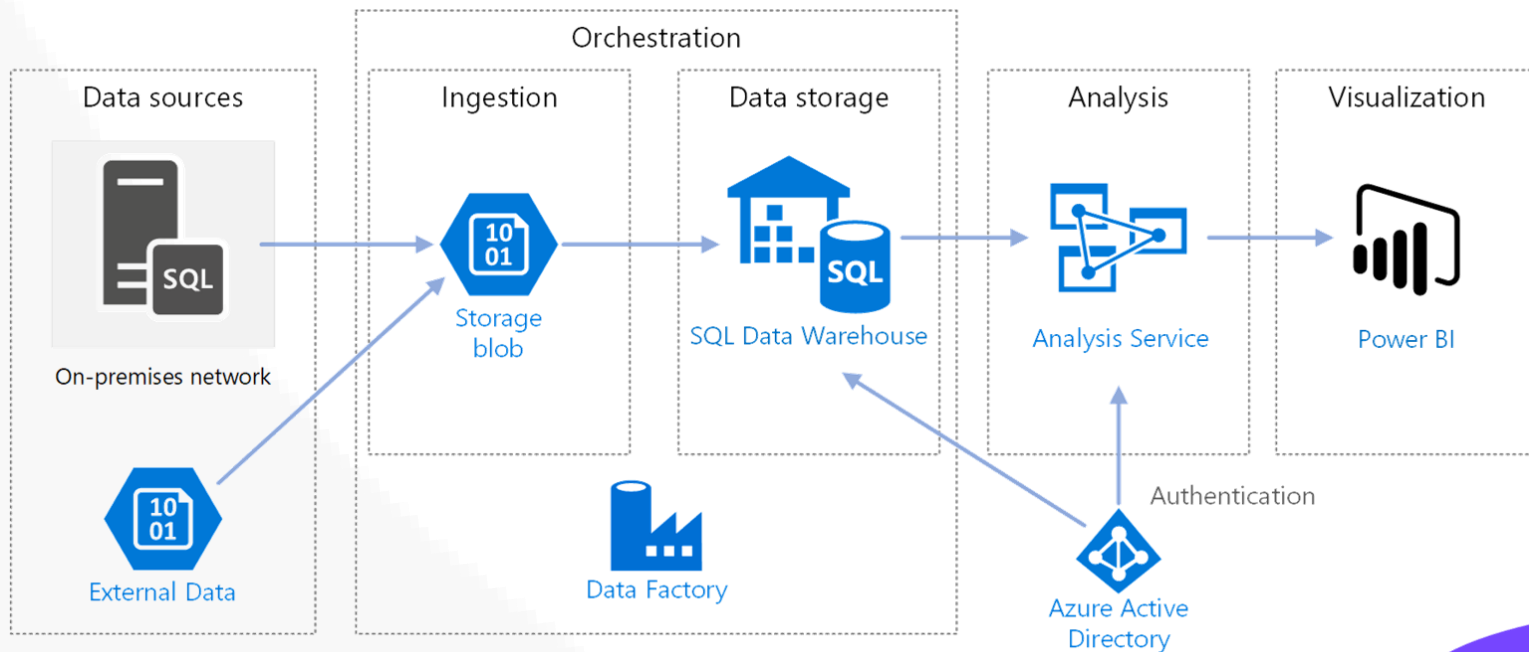 Orchestration
Data sources
Ingestion
Data storage
Analysis
Visualization
SQL
10
01
SQL
Storage
blob
SQL Data Warehouse
Analysis Service
Power BI
On-premises network
10
01
External Data
Data Factory
Authentication
Azure Active
Directory